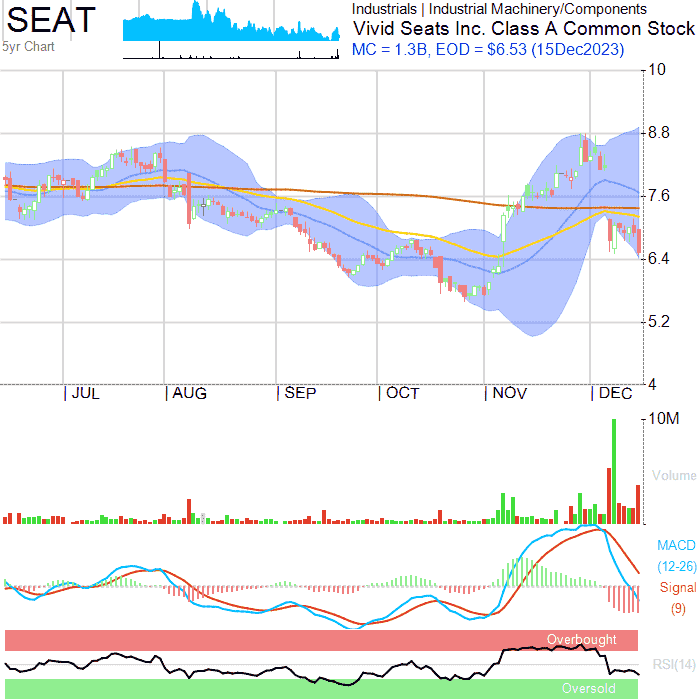 SEAT
5yr Chart
Industrials | Industrial Machinery/Components
Vivid Seats Inc. Class A Common Stock
MC = 1.3B, EOD = $6.53 (15Dec2023)
10
8.8
7.6
6.4
5.2
4
JUL
AUG
SEP
OCT
NOV
DEC
10M
Volume
MACD
(12-26)
Signal
(9)
Overbought
RSI(14)
Oversold